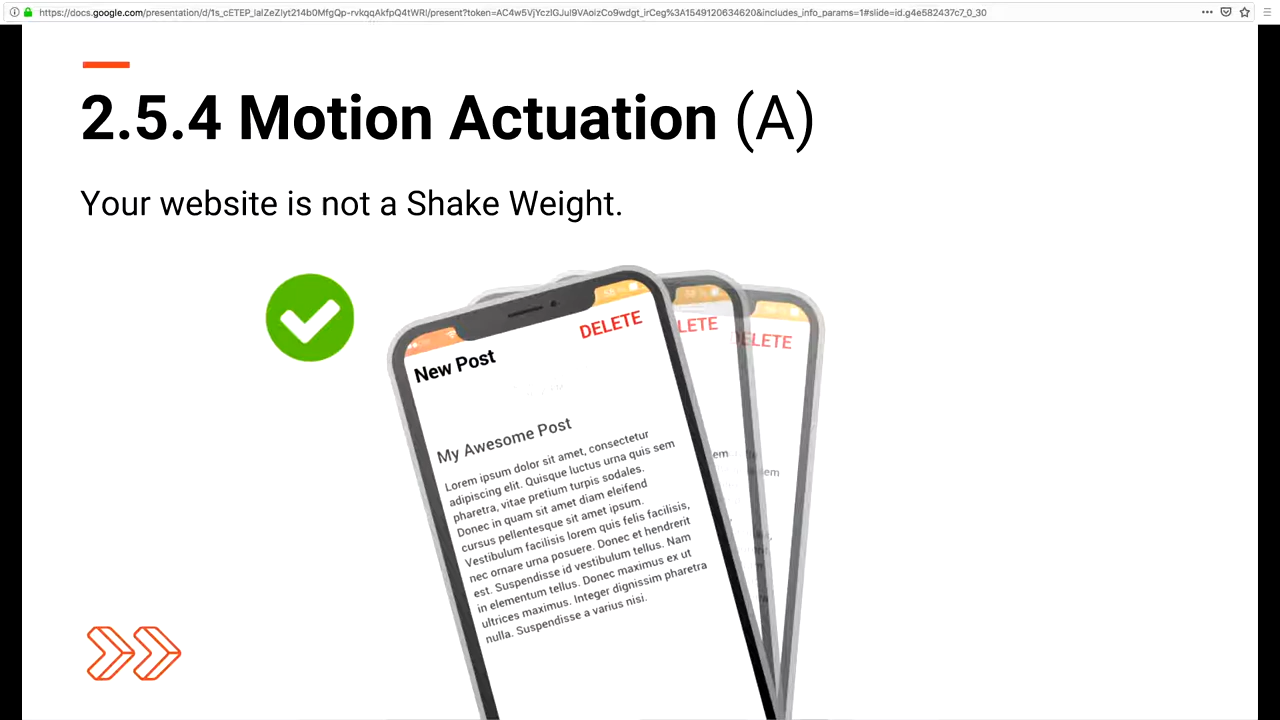 https://docs.google.com/presentation/d/1s_cETEP_IaIZeZIyt214b0MfgQp-rvkqqAkfpQ4tWRI/present?token=AC4w5VjYczIGJuI9VAoizCo9wdgt_irCeg%3A1549120701620&includes_info_params=1#slide=id.g4e582437c7_0_30
2.5.4 Motion Actuation (A)
Your website is not a Shake Weight.
DELETE
LETE
DELETE
New Post
My Awesome Post
Lorem ipsum dolor sit amet, consectetur
adipiscing elit. Quisque luctus urna quis sem
pharetra, vitae pretium turpis sodales.
Donec in quam sit amet diam eleifend
cursus pellentesque sit amet ipsum.
Vestibulum facilisis lorem quis felis facilisis,
nec ornare urna posuere. Donec et hendrerit
est. Suspendisse id vestibulum tellus. Nam
in elementum tellus. Donec maximus ex ut
ultrices maximus. Integer dignissim pharetra
nulla. Suspendisse a varius nisi.